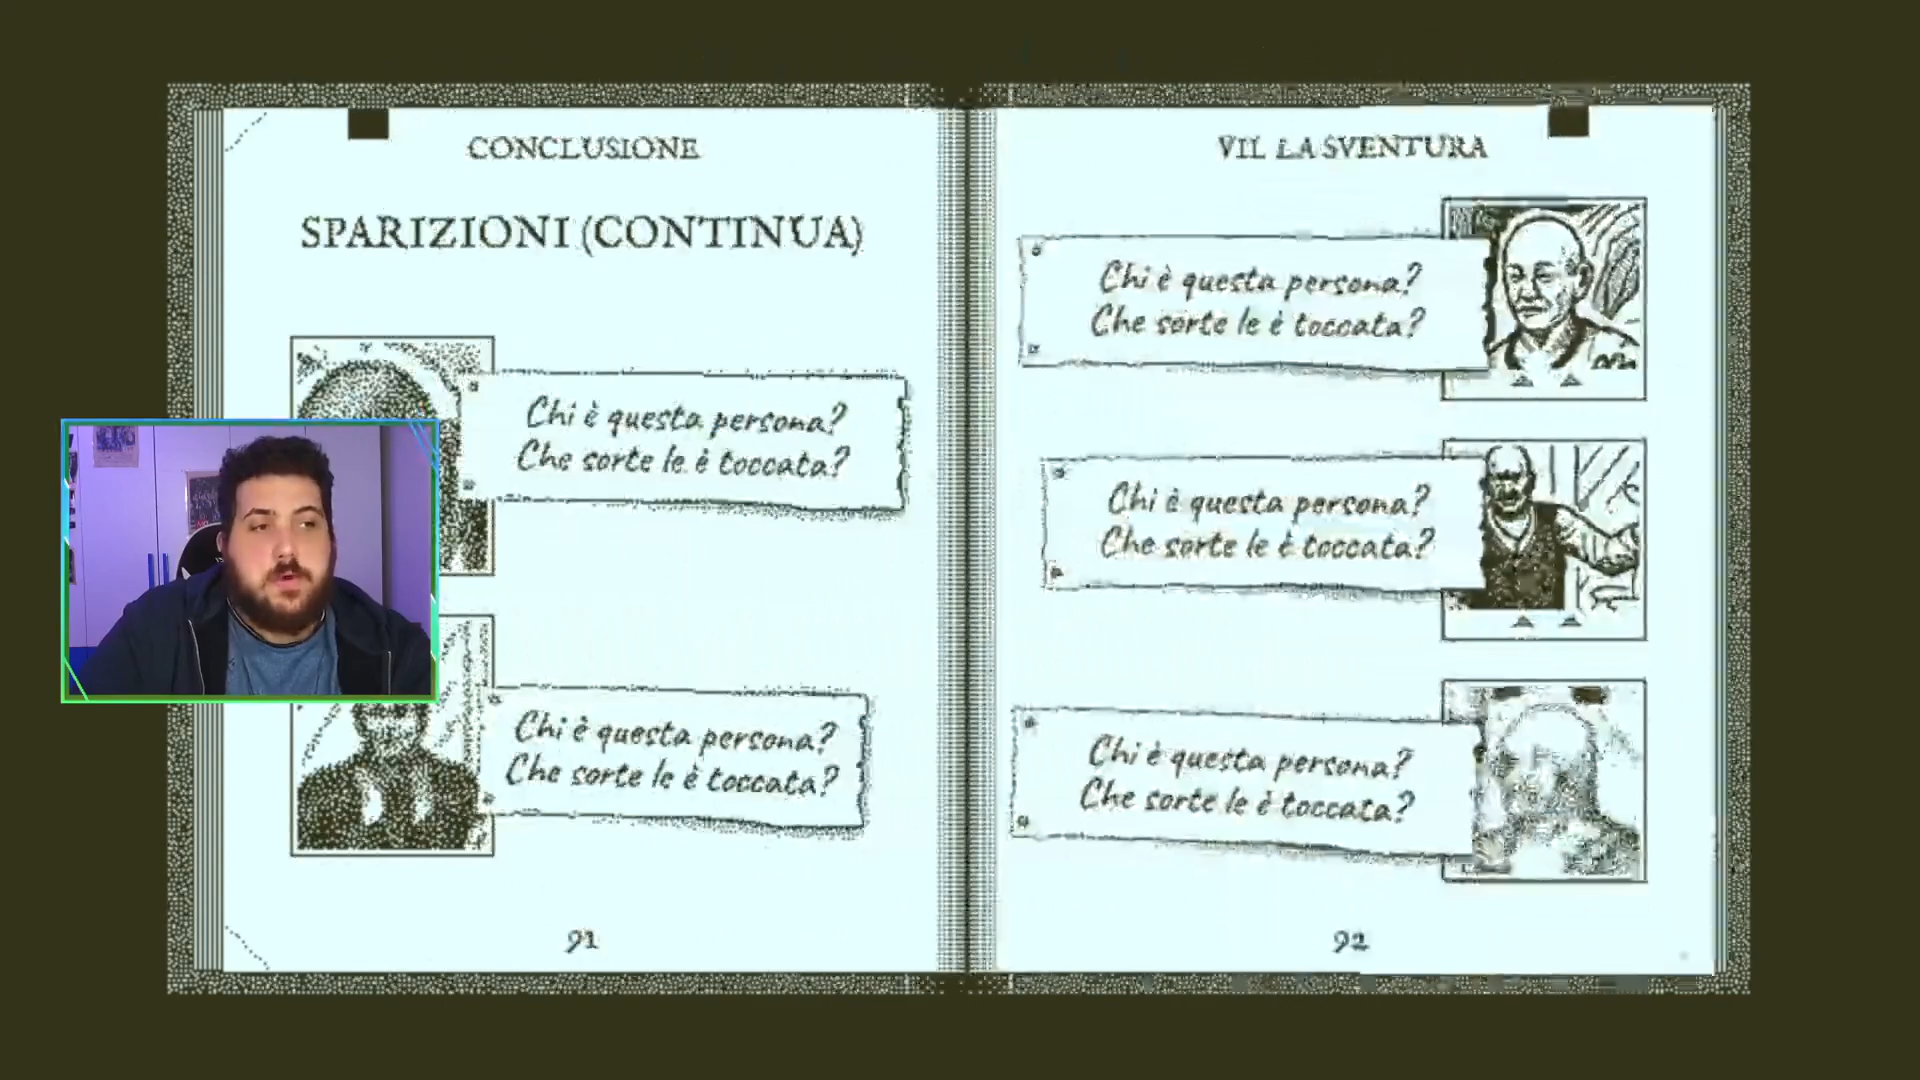 CONCLUSIONE
SPARIZIONI (CONTINUA)
Chi è questa persona?
Che sorte le è toccata?
Chi è questa persona?
Che sorte le è toccata?
91
VII. LA SVENTURA
Chi è questa persona?
Che sorte le è toccata?
Chi è questa persona?
Che sorte le è toccata?
Chi è questa persona?
Che sorte le è toccata?
92